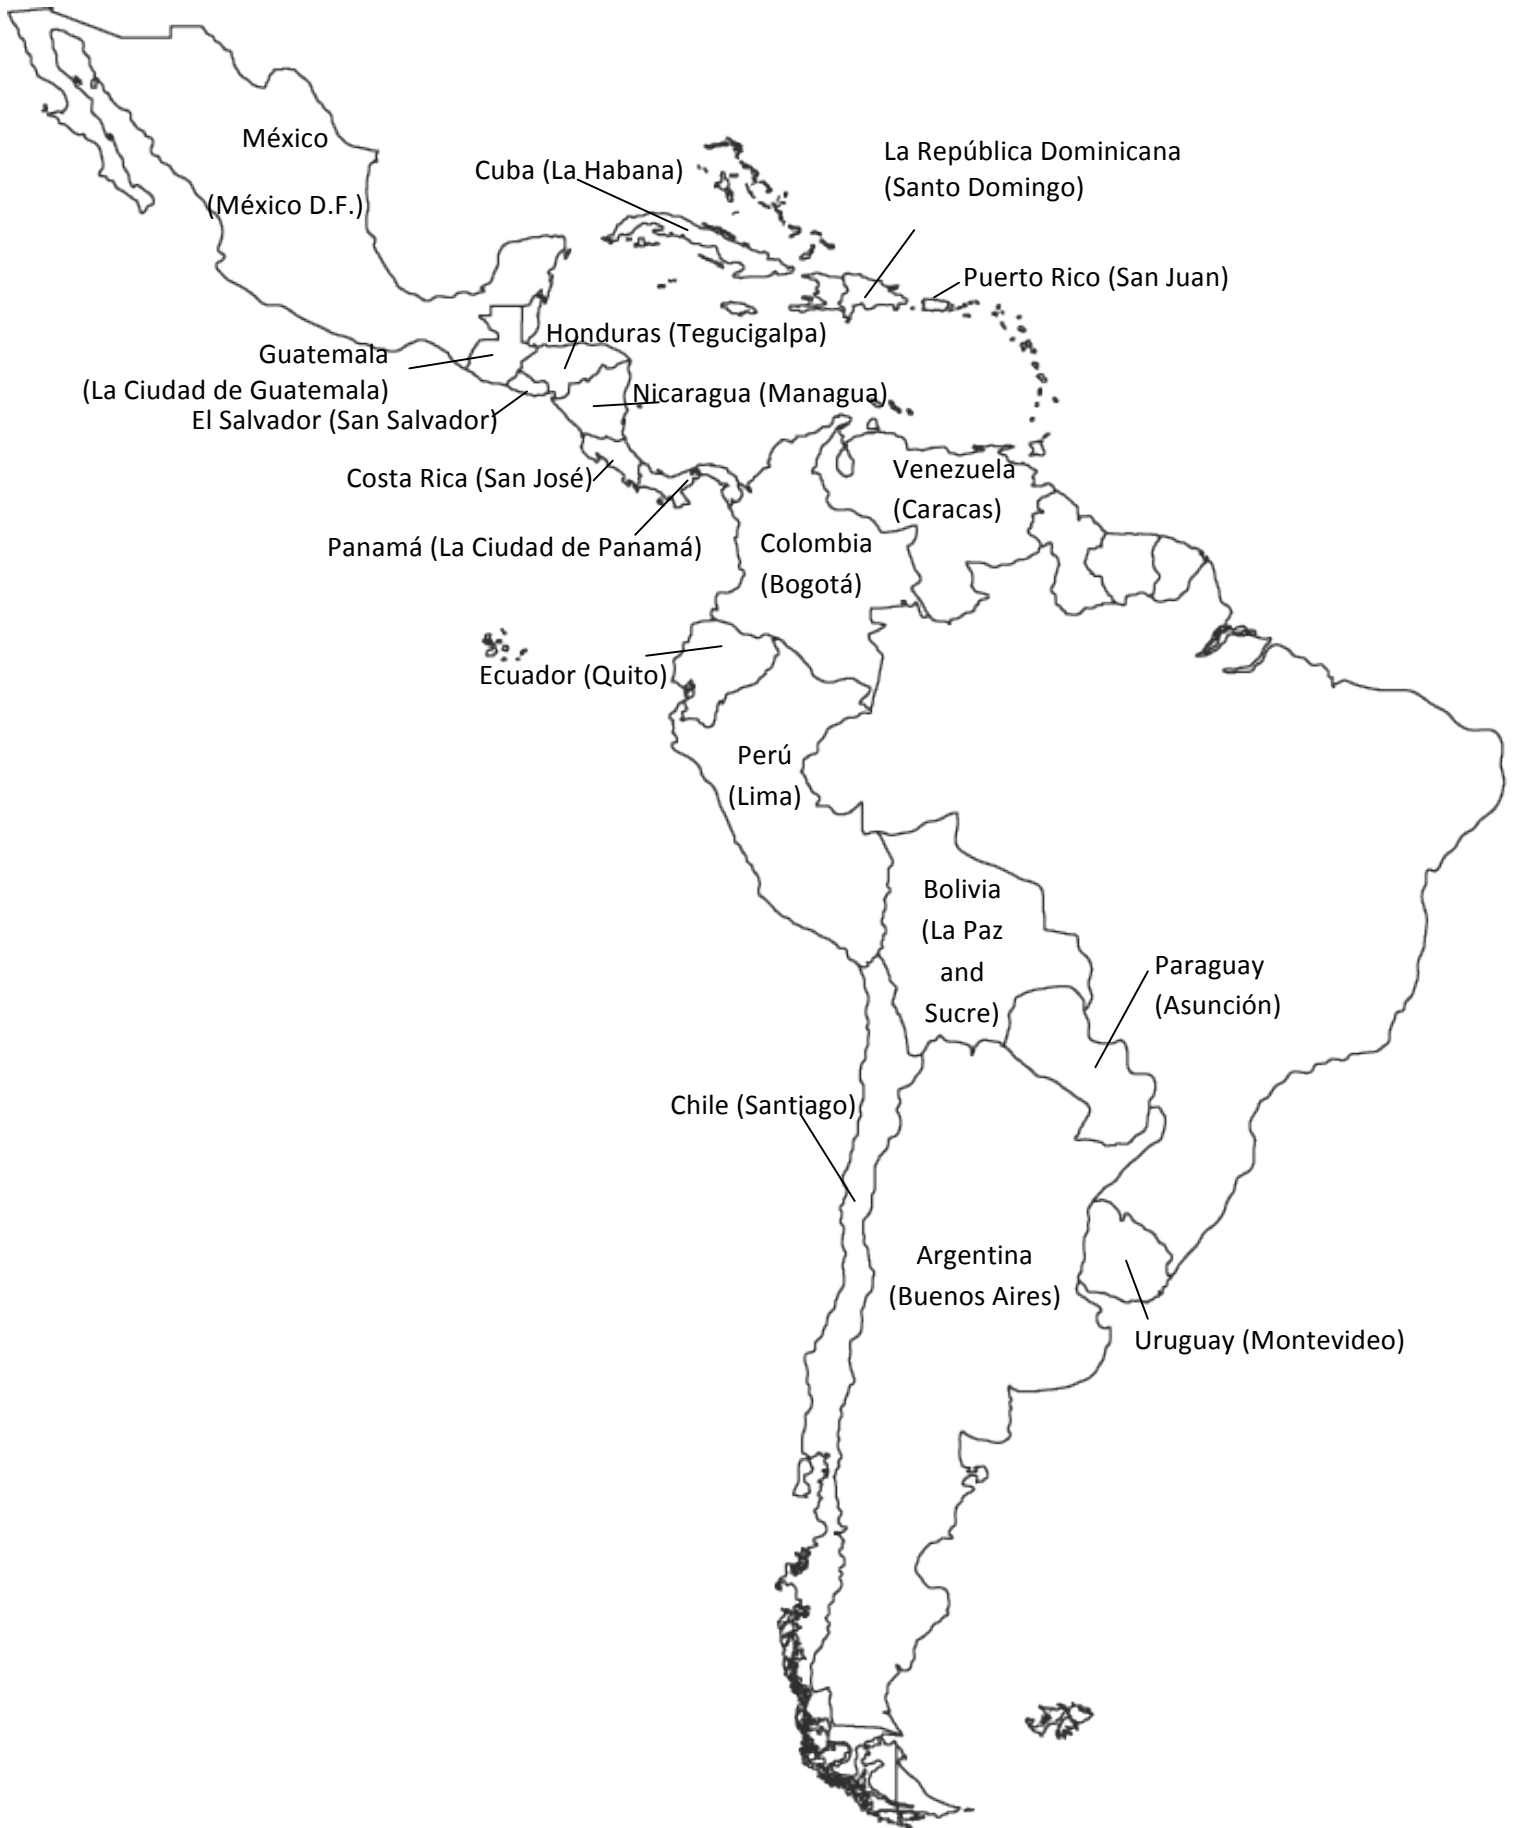 México
(México D.F.)
Cuba (La Habana)
La República Dominicana
(Santo Domingo)
Puerto Rico (San Juan)
Honduras (Tegucigalpa)
Guatemala
(La Ciudad de Guatemala)
Nicaragua (Managua)
El Salvador (San Salvador)
Costa Rica (San José)
Venezuela
(Caracas)
Panamá (La Ciudad de Panamá)
Colombia
(Bogotá)
Ecuador (Quito)
Perú
(Lima)
Bolivia
(La Paz
and
Sucre)
Paraguay
(Asunción)
Chile (Santiago)
Argentina
(Buenos Aires)
Uruguay (Montevideo)